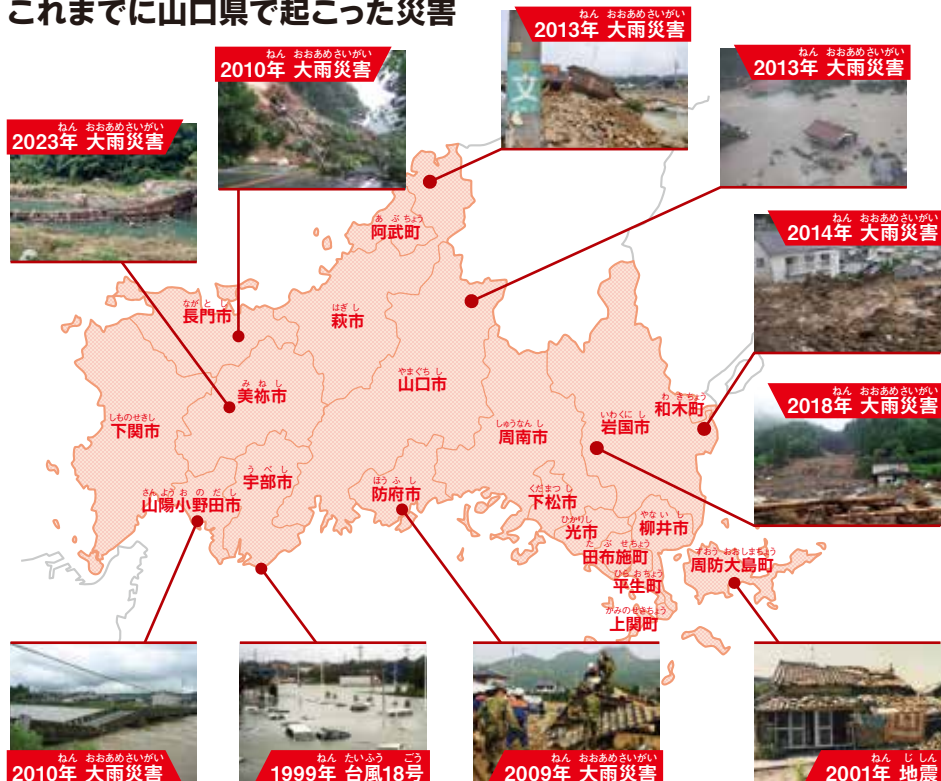 これまでに山口県で起こった災害
ねん おおあめさいがい
2013年 大雨災害
ねん おおあめさいがい
2010年 大雨災害
ねん おおあめさいがい
2013年 大雨災害
ねん おおあめさいがい
2023年 大雨災害
文
あぶちょう
阿武町
ねん おおあめさいがい
2014年 大雨災害
ながとし
長門市
はぎし
萩市
やまぐちし
山口市
みねし
美祢市
わきちょう
和木町
ねん おおあめさいがい
2018年 大雨災害
しものせきし
下関市
いわくにし
岩国市
しゅうなんし
周南市
うべし
宇部市
ほうふし
防府市
さんようおのだし
山陽小野田市
くだまつし
下松市
ひかりし
光市
やないし
柳井市
たぶせちょう
田布施町
すおうおおしまちょう
周防大島町
ひらおちょう
平生町
かみのせきちょう
上関町
ねん おおあめさいがい
2010年 大雨災害
ねん たいふう ごう
1999年 台風18号
ねん おおあめさいがい
2009年 大雨災害
ねん じしん
2001年 地震